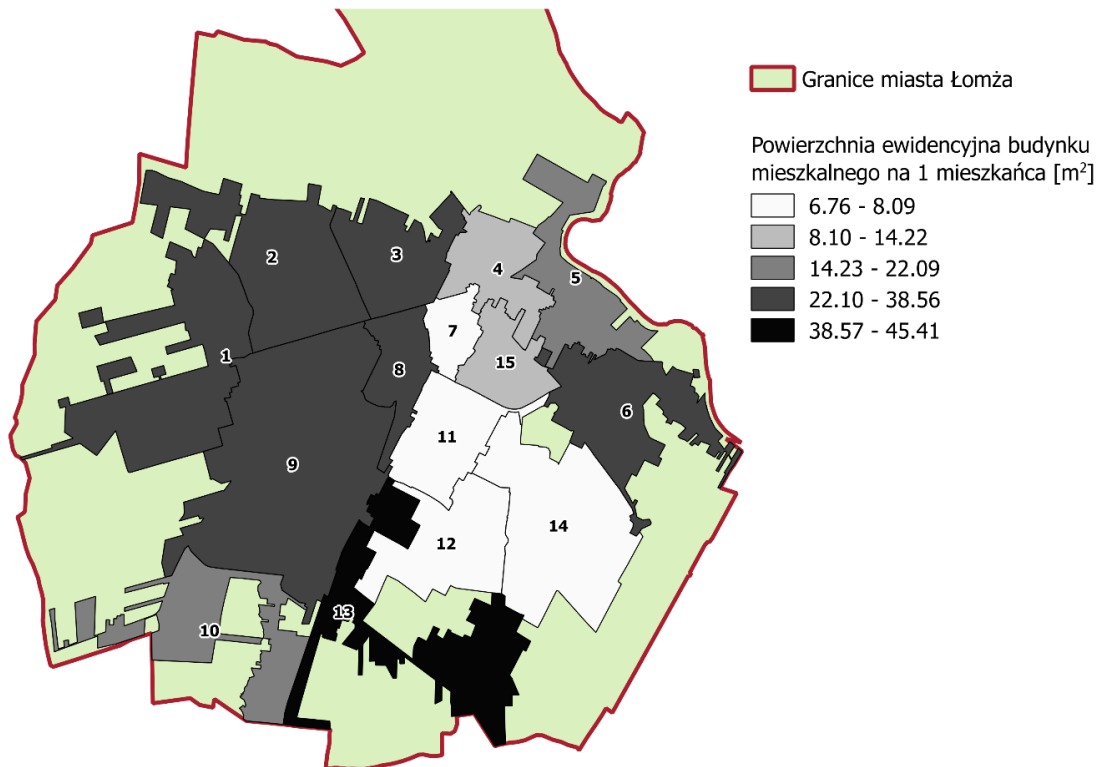 Granice miasta Łomża
Powierzchnia ewidencyjna budynku
mieszkalnego na 1 mieszkańca [m²]
6.76 - 8.09
8.10 - 14.22
14.23 - 22.09
22.10 - 38.56
38.57 - 45.41
2
3
4
5
7
1
15
8
6
11
9
14
12
13
10